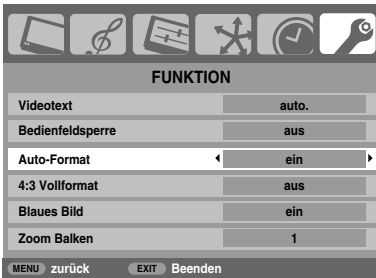 FUNKTION
Videotext auto.
Bedienfeldsperre aus
Auto-Format ein
4:3 Vollformat aus
Blaues Bild ein
Zoom Balken 1
MENU zurück EXIT Beenden